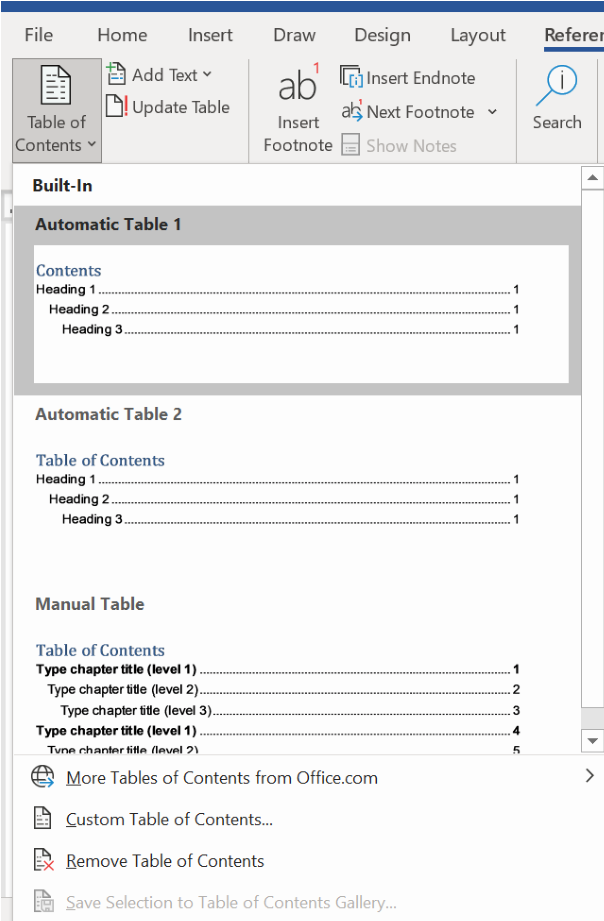 File Home Insert Draw Design Layout Refere
Table of Contents
Add Text
Update Table
ab1
Insert Footnote
Insert Endnote
Next Footnote
Show Notes
Search
Built-In
Automatic Table 1
Contents
Heading 1 1
Heading 2 1
Heading 3 1
Automatic Table 2
Table of Contents
Heading 1 1
Heading 2 1
Heading 3 1
Manual Table
Table of Contents
Type chapter title (level 1) 1
Type chapter title (level 2) 2
Type chapter title (level 3) 3
Type chapter title (level 1) 4
Type chapter title (level 2) 5
More Tables of Contents from Office.com
Custom Table of Contents...
Remove Table of Contents
Save Selection to Table of Contents Gallery...